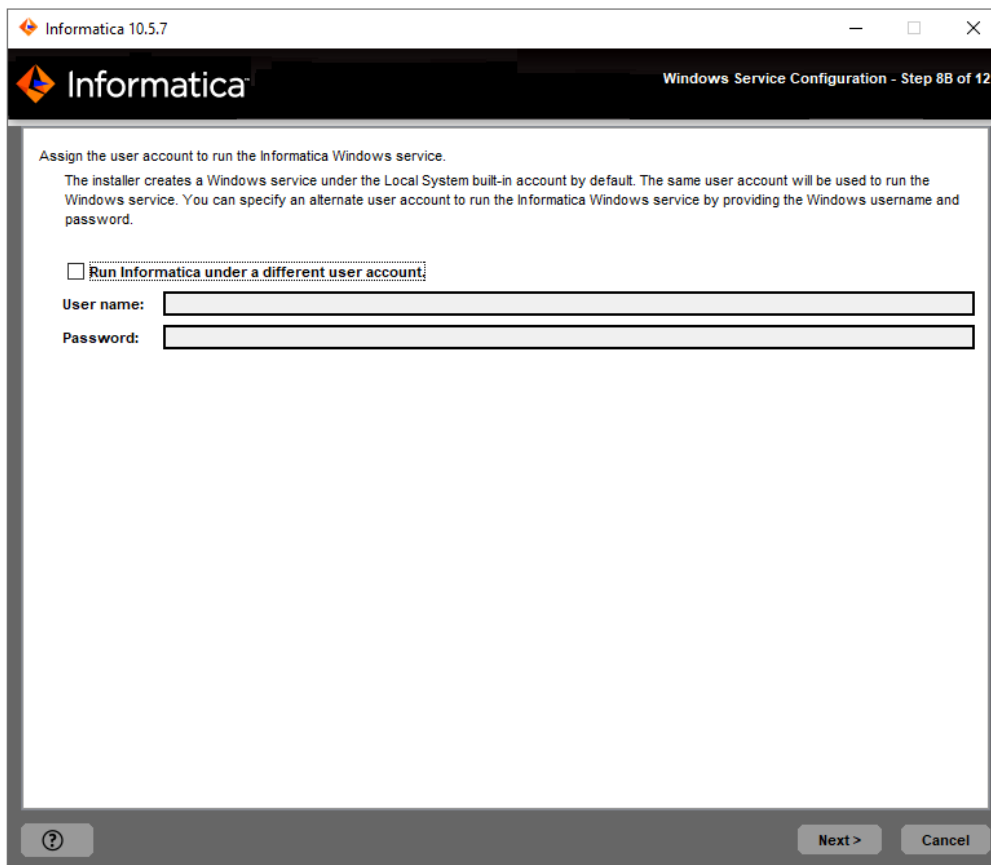 Informatica 10.5.7
Informatica
Windows Service Configuration - Step 8B of 12
Assign the user account to run the Informatica Windows service.
The installer creates a Windows service under the Local System built-in account by default. The same user account will be used to run the
Windows service. You can specify an alternate user account to run the Informatica Windows service by providing the Windows username and
password.
Run Informatica under a different user account.
User name:
Password:
?
Next >
Cancel